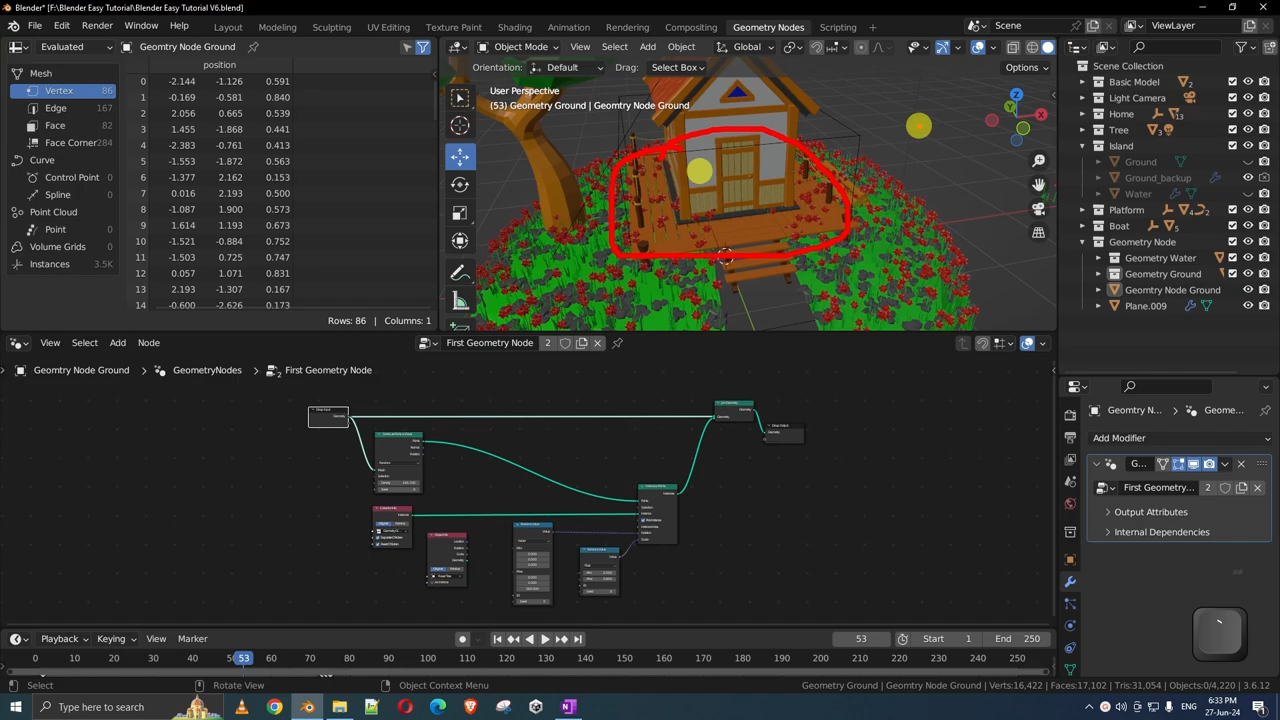 Blender* [F:\Blender Easy Tutorial\Blender Easy Tutorial V6.blend]
File Edit Render Window Help Layout Modeling Sculpting UV Editing Texture Paint Shading Animation Rendering Compositing Geometry Nodes Scripting Scene ViewLayer
Evaluated Geometry Node Ground
position
Mesh
Vertex 86
Edge 167
Face 82
Face Corner 284
Curve
Control Point
Spline
Point Cloud
Point
Volume Grids
Instances 3.5K
0 -2.144 -1.126 0.591
1 -0.169 -0.581 0.840
2 2.056 0.665 0.539
3 1.455 -1.868 0.441
4 -2.383 0.761 0.413
5 -1.553 -1.872 0.563
6 -1.377 2.162 0.153
7 0.016 2.193 0.500
8 -1.087 1.900 0.573
9 1.614 1.193 0.673
10 -1.521 -0.884 0.752
11 -1.503 0.725 0.747
12 0.057 1.071 0.831
13 -2.193 -1.307 0.167
14 -0.600 -2.626 0.173
Rows: 86 | Columns: 1
Object Mode View Select Add Object Global
Orientation: Default Drag: Select Box Options
User Perspective
(53) Geometry Ground | Geomtry Node Ground
Scene Collection
Basic Model 2
Light Camera
Home 13
Tree 3
Island
Ground
Ground_backup
Water
Platform 4 2
Boat 5
Geometry Node
Geometry Water
Geometry Ground
Geomtry Node Ground
Plane.009
View Select Add Node First Geometry Node 2
Geomtry Node Ground GeometryNodes First Geometry Node
Geometry N... Geome...
Add Modifier
G...
First Geometry... 2
Output Attributes
Internal Dependencies
Playback Keying View Marker 53 Start 1 End 250
0 53 60 70 80 90 100 110 120 130 140 150 160 170 180 190 200 210 220 230 240 250
Select Rotate View Object Context Menu Geometry Ground | Geomtry Node Ground | Verts:16,422 | Faces:17,102 | Tris:31,054 | Objects:0/4,220 | 3.6.12
Type here to search
6:33 PM
27-Jun-24